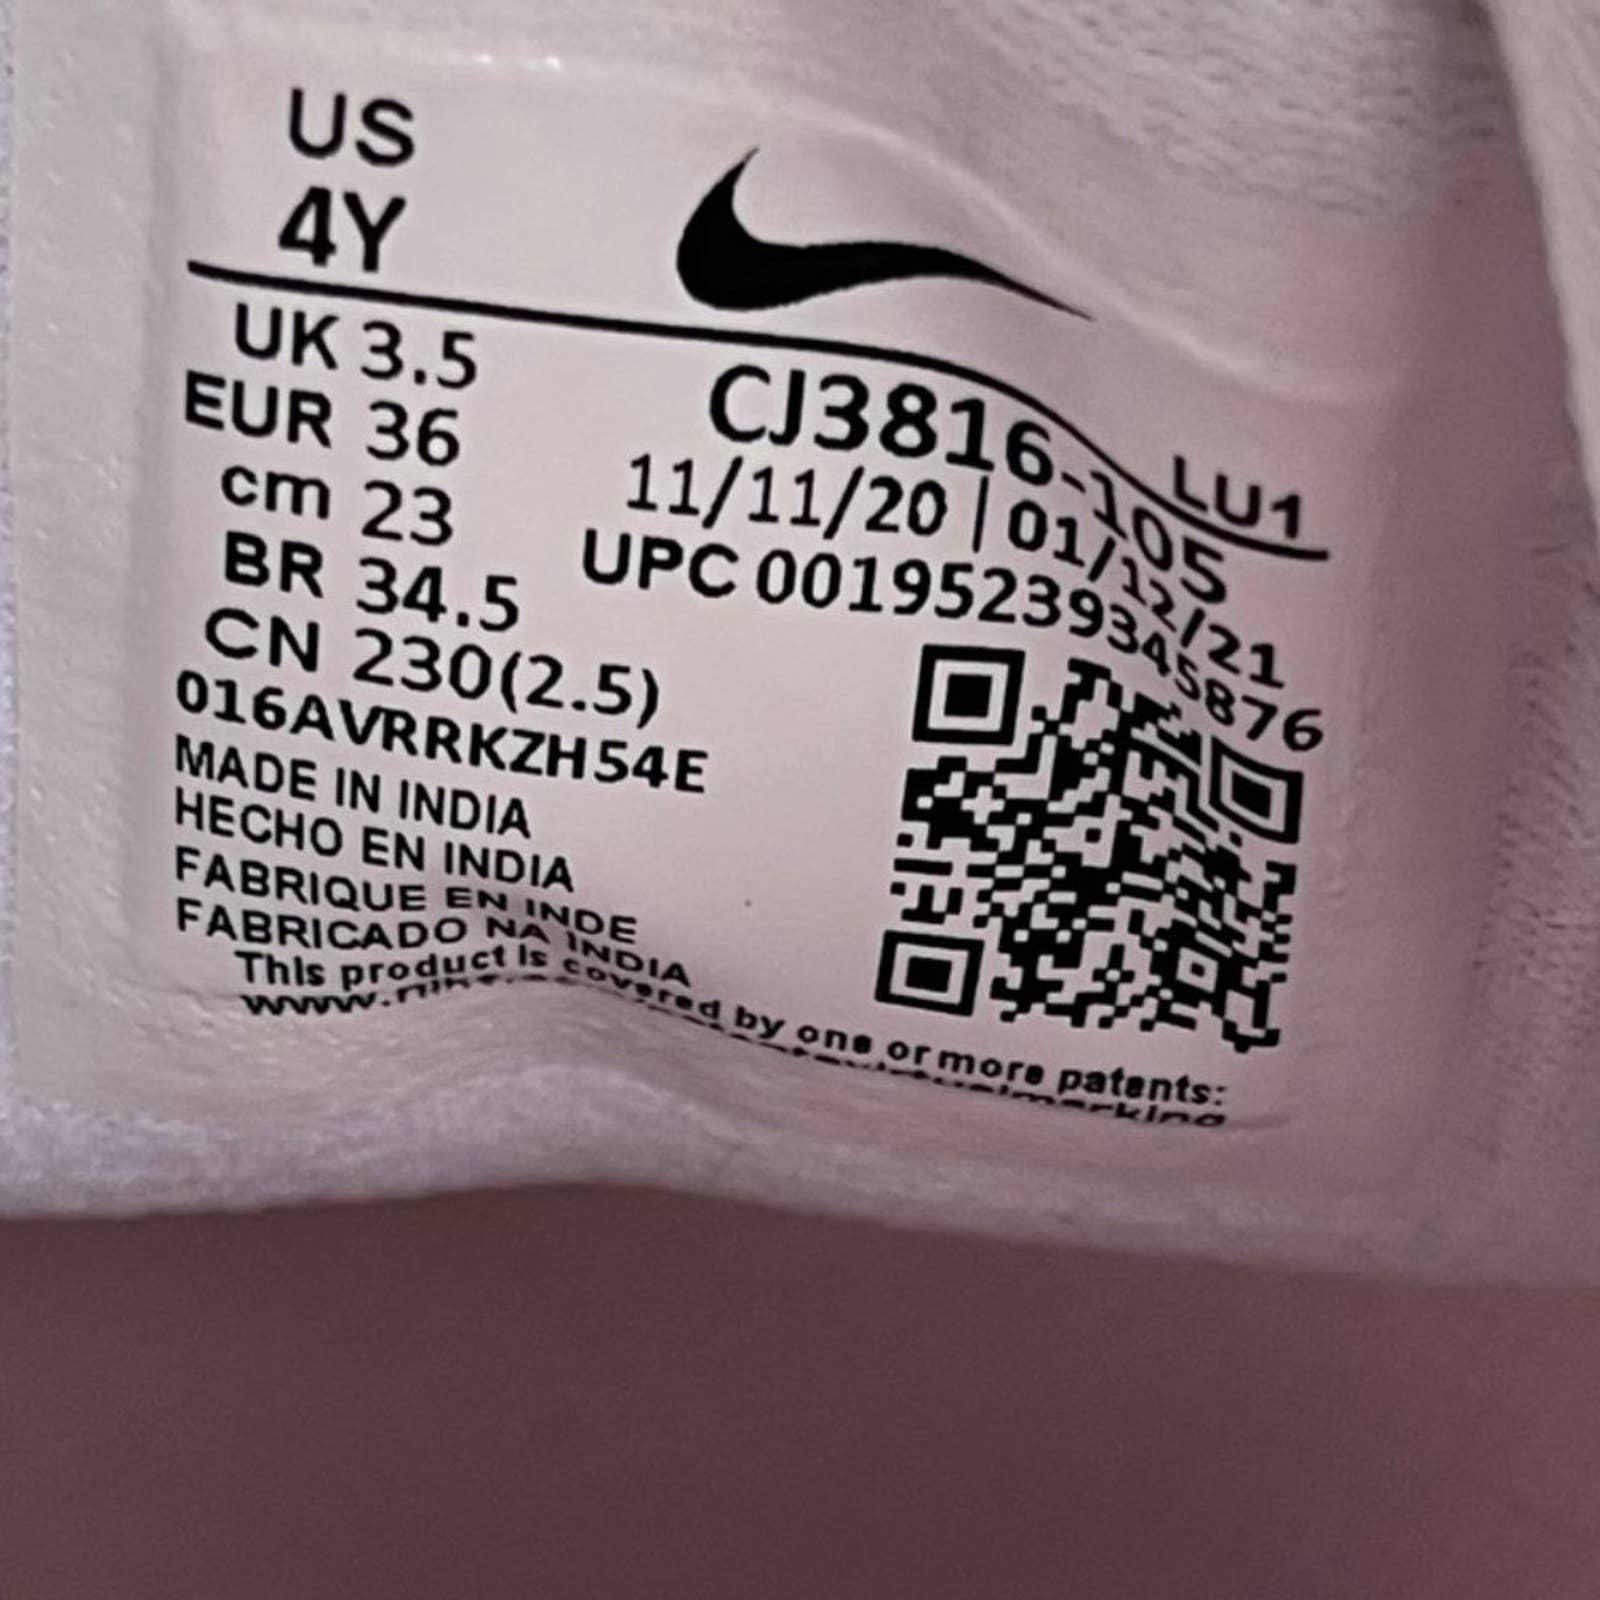 US
4Y
UK 3.5
EUR 36
cm 23
BR 34.5
CN 230(2.5)
016AVRRKZH54E
MADE IN INDIA
HECHO EN INDIA
FABRIQUE EN INDE
FABRICADO NA INDIA
LU1
CJ3816-105
11/11/20 | 01/12/21
UPC 00195239345876
This product is covered by one or more patents: